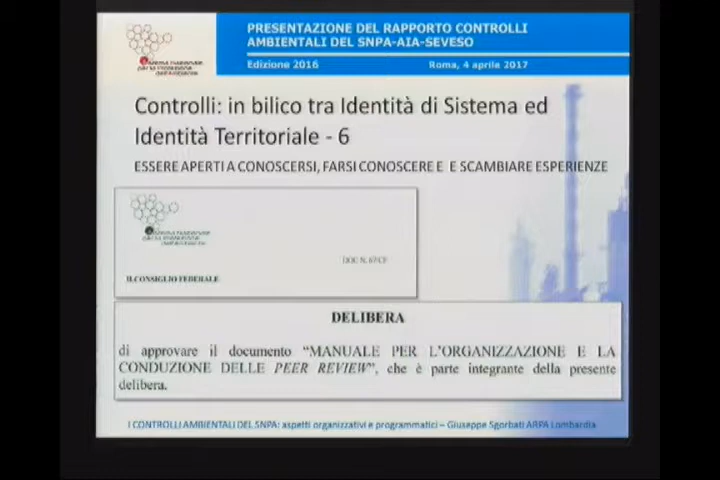 PRESENTAZIONE DEL RAPPORTO CONTROLLI
AMBIENTALI DEL SNPA-AIA-SEVESO
Edizione 2016
Roma, 4 aprile 2017
Controlli: in bilico tra Identità di Sistema ed
Identità Territoriale - 6
ESSERE APERTI A CONOSCERSI, FARSI CONOSCERE E E SCAMBIARE ESPERIENZE
DOC N. 67/CF
IL CONSIGLIO FEDERALE
DELIBERA
di approvare il documento “MANUALE PER L’ORGANIZZAZIONE E LA
CONDUZIONE DELLE PEER REVIEW”, che è parte integrante della presente
delibera.
I CONTROLLI AMBIENTALI DEL SNPA: aspetti organizzativi e programmatici – Giuseppe Sgorbati ARPA Lombardia